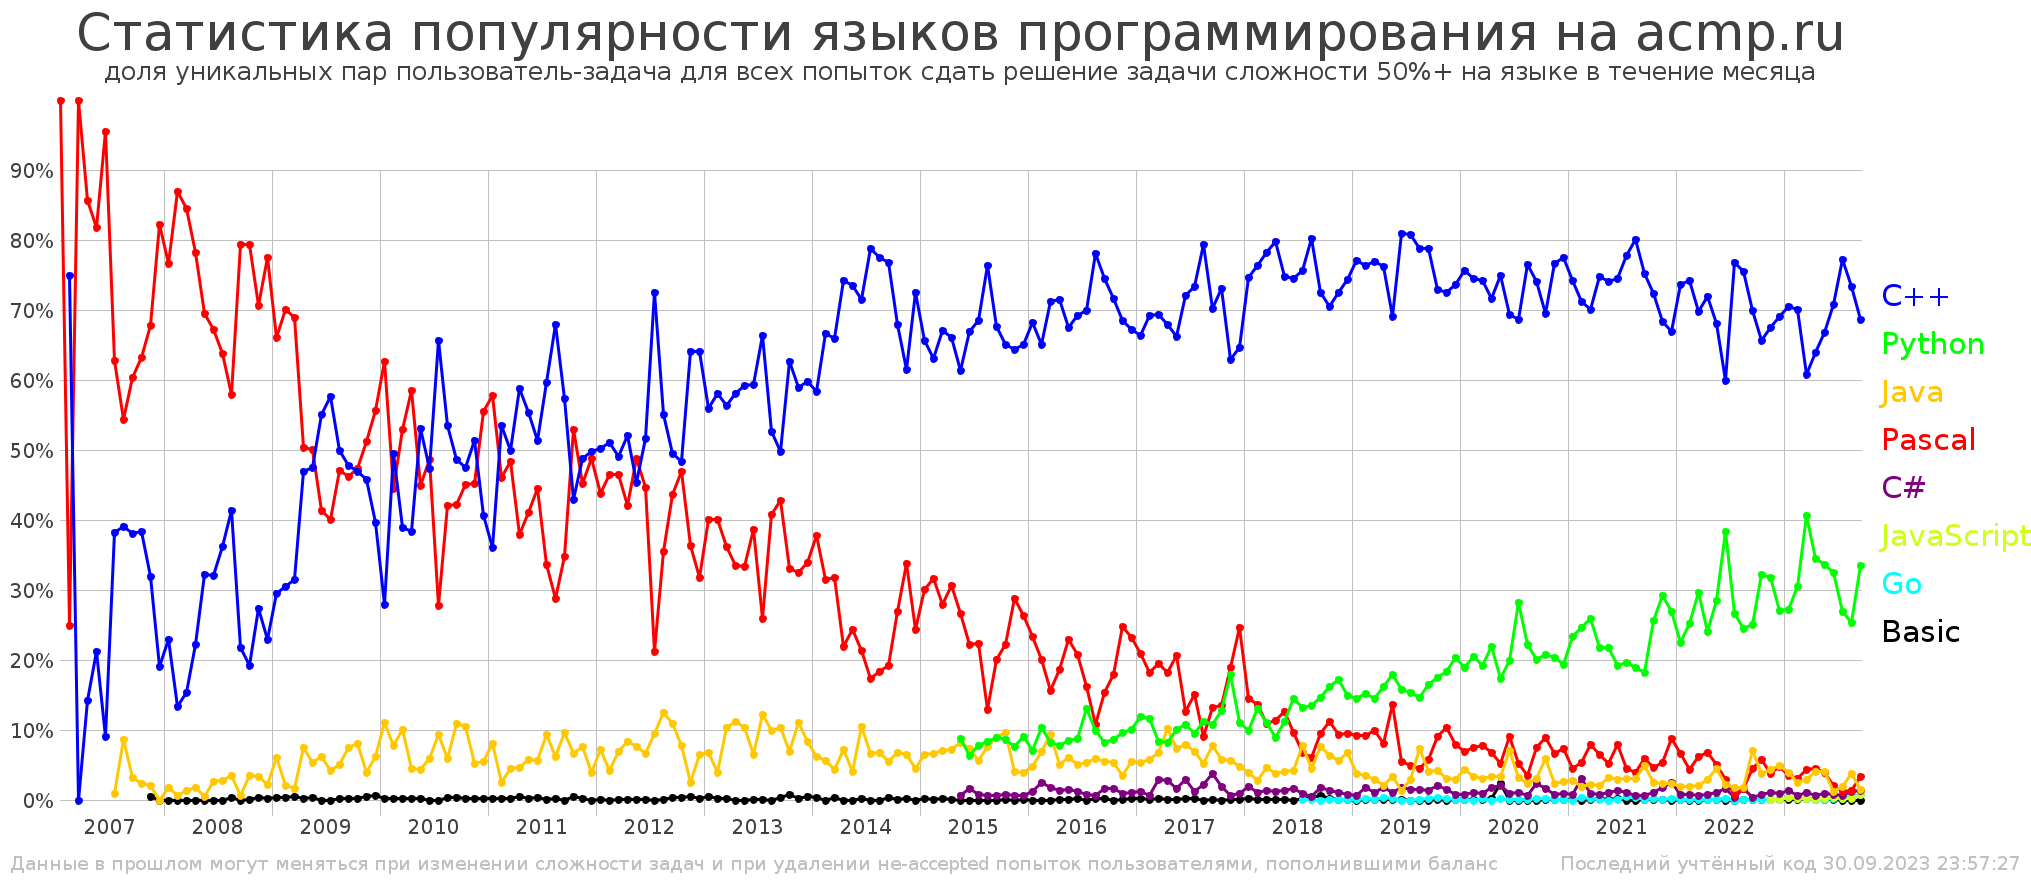 Статистика популярности языков программирования на acmp.ru
доля уникальных пар пользователь-задача для всех попыток сдать решение задачи сложности 50%+ на языке в течение месяца
90%
80%
70%
60%
50%
40%
30%
20%
10%
0%
C++
Python
Java
Pascal
C#
JavaScript
Go
Basic
2007 2008 2009 2010 2011 2012 2013 2014 2015 2016 2017 2018 2019 2020 2021 2022
Данные в прошлом могут меняться при изменении сложности задач и при удалении не-accepted попыток пользователями, пополнившими баланс
Последний учтённый код 30.09.2023 23:57:27